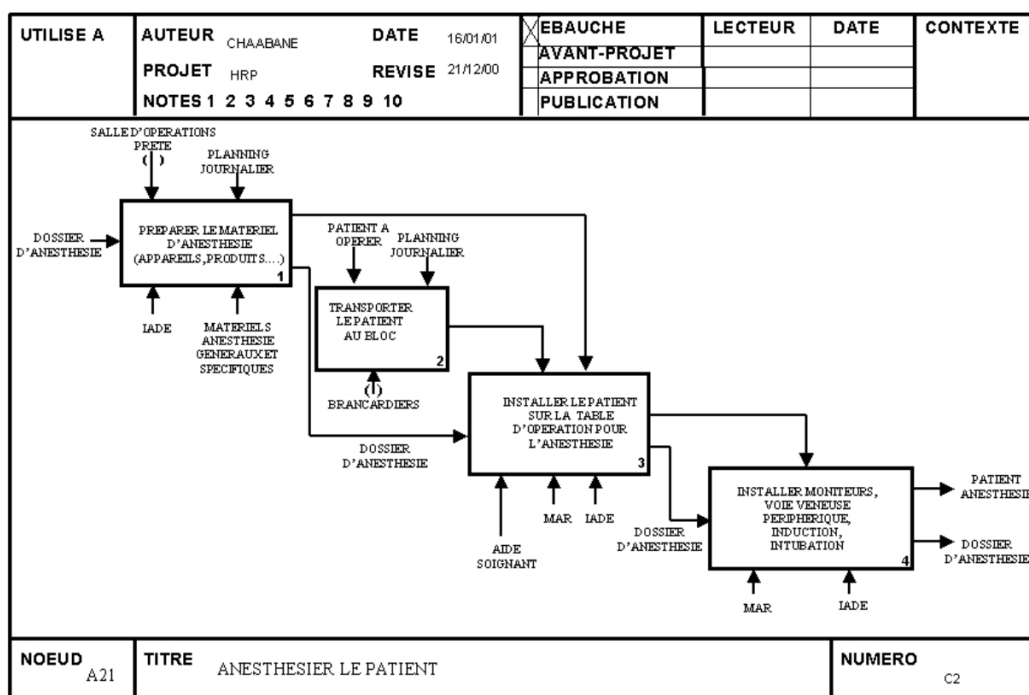 UTILISE A
AUTEUR CHAABANE DATE 16/01/01
PROJET HRP REVISE 21/12/00
NOTES 1 2 3 4 5 6 7 8 9 10
EBAUCHE
AVANT-PROJET
APPROBATION
PUBLICATION
LECTEUR
DATE
CONTEXTE
SALLE D'OPERATIONS
PRETE
( )
PLANNING
JOURNALIER
DOSSIER
D'ANESTHESIE
PREPARER LE MATERIEL
D'ANESTHESIE
(APPAREILS,PRODUITS....)
1
IADE
MATERIELS
ANESTHESIE
GENERAUX ET
SPECIFIQUES
PATIENT A
OPERER
PLANNING
JOURNALIER
TRANSPORTER
LE PATIENT
AU BLOC
2
( )
BRANCARDIERS
DOSSIER
D'ANESTHESIE
INSTALLER LE PATIENT
SUR LA TABLE
D'OPERATION POUR
L'ANESTHESIE
3
AIDE
SOIGNANT
MAR
IADE
DOSSIER
D'ANESTHESIE
INSTALLER MONITEURS,
VOIE VENEUSE
PERIPHERIQUE,
INDUCTION,
INTUBATION
4
MAR
IADE
PATIENT
ANESTHESIE
DOSSIER
D'ANESTHESIE
NOEUD
A21
TITRE
ANESTHESIER LE PATIENT
NUMERO
C2